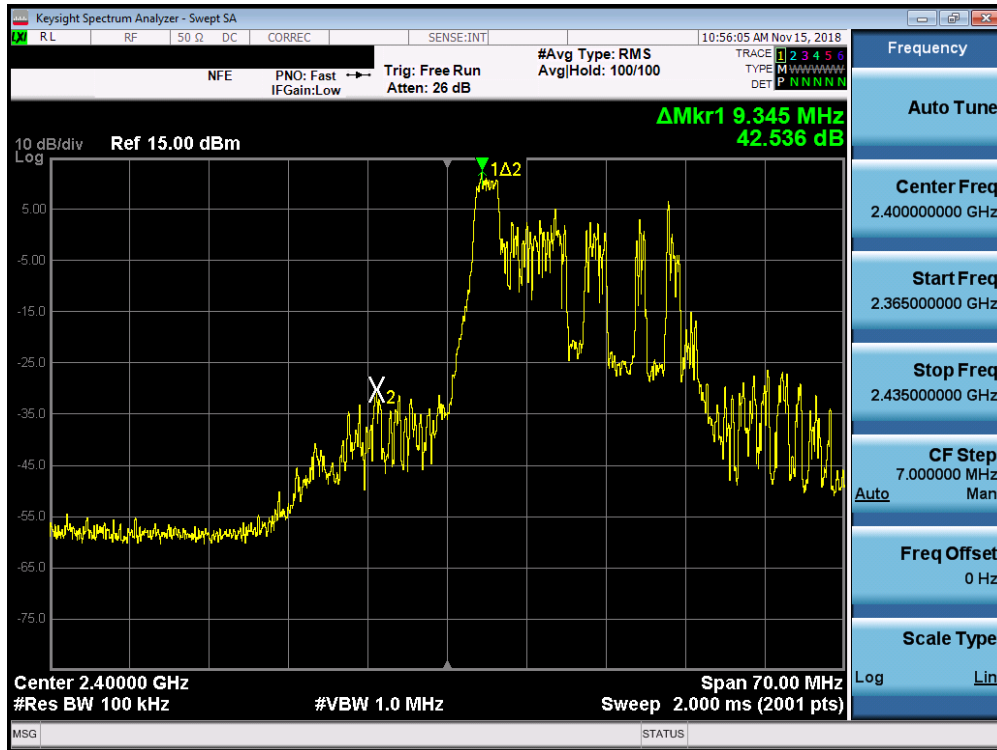 Keysight Spectrum Analyzer - Swept SA
LXI RL RF 50 Ω DC CORREC SENSE:INT 10:56:05 AM Nov 15, 2018
NFE PNO: Fast Trig: Free Run #Avg Type: RMS TRACE 1 2 3 4 5 6
IFGain:Low Atten: 26 dB Avg|Hold: 100/100 TYPE M WWWWW
DET P N N N N N
ΔMkr1 9.345 MHz
42.536 dB
10 dB/div Ref 15.00 dBm
Log
1Δ2
5.00
-5.00
-15.0
-25.0
X2
-35.0
-45.0
-55.0
-65.0
-75.0
Center 2.40000 GHz Span 70.00 MHz
#Res BW 100 kHz #VBW 1.0 MHz Sweep 2.000 ms (2001 pts)
MSG STATUS
Frequency
Auto Tune
Center Freq
2.400000000 GHz
Start Freq
2.365000000 GHz
Stop Freq
2.435000000 GHz
CF Step
7.000000 MHz
Auto Man
Freq Offset
0 Hz
Scale Type
Log Lin